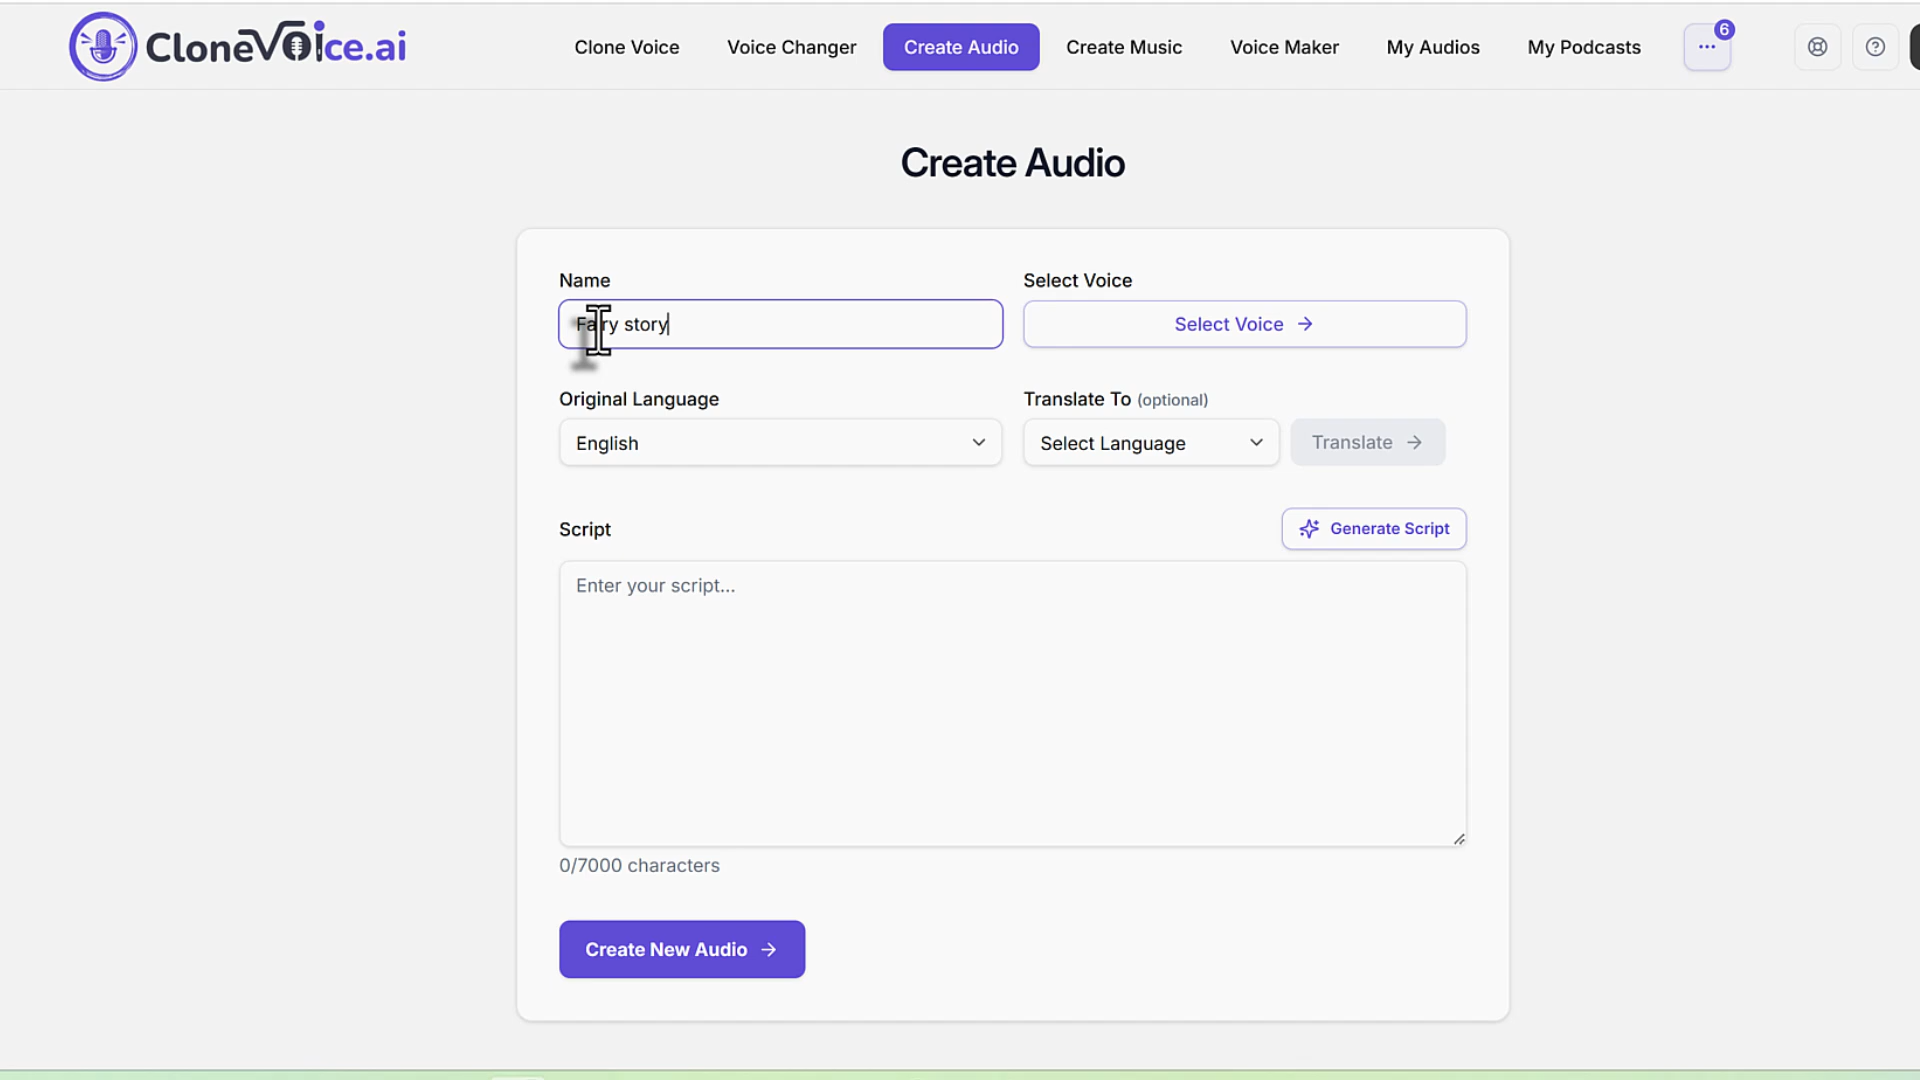 CloneVoice.ai
Clone Voice
Voice Changer
Create Audio
Create Music
Voice Maker
My Audios
My Podcasts
6
Create Audio
Name
Select Voice
Fairy story
Select Voice
Original Language
Translate To (optional)
English
Select Language
Translate
Script
Generate Script
Enter your script...
0/7000 characters
Create New Audio